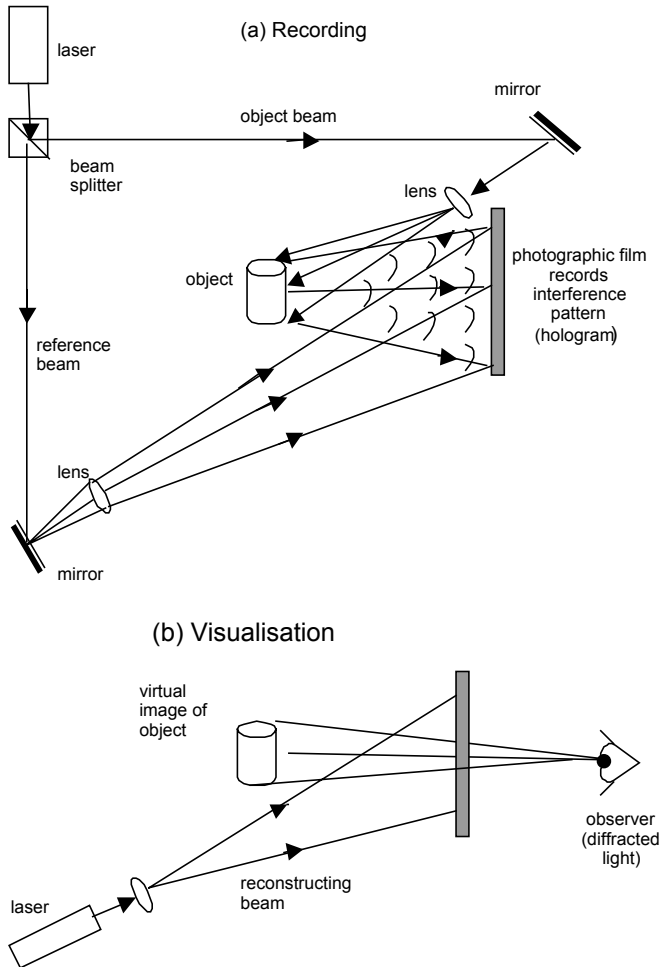 (a) Recording
laser
mirror
object beam
beam
splitter
lens
photographic film
records
interference
pattern
(hologram)
object
reference
beam
lens
mirror
(b) Visualisation
virtual
image of
object
observer
(diffracted
light)
reconstructing
beam
laser